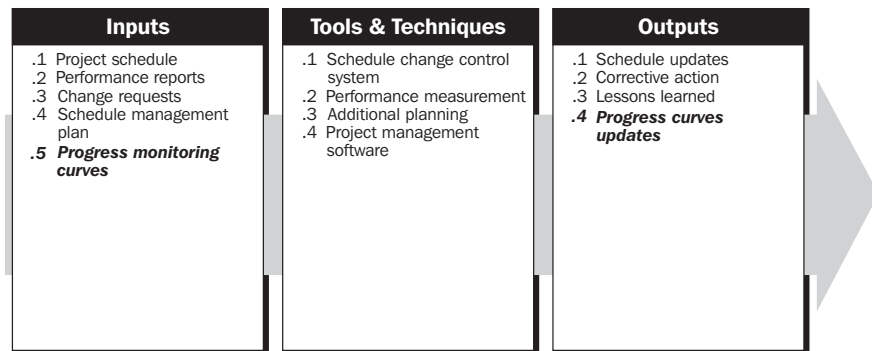 Inputs
.1 Project schedule
.2 Performance reports
.3 Change requests
.4 Schedule management
plan
.5 Progress monitoring
curves
Tools & Techniques
.1 Schedule change control
system
.2 Performance measurement
.3 Additional planning
.4 Project management
software
Outputs
.1 Schedule updates
.2 Corrective action
.3 Lessons learned
.4 Progress curves
updates